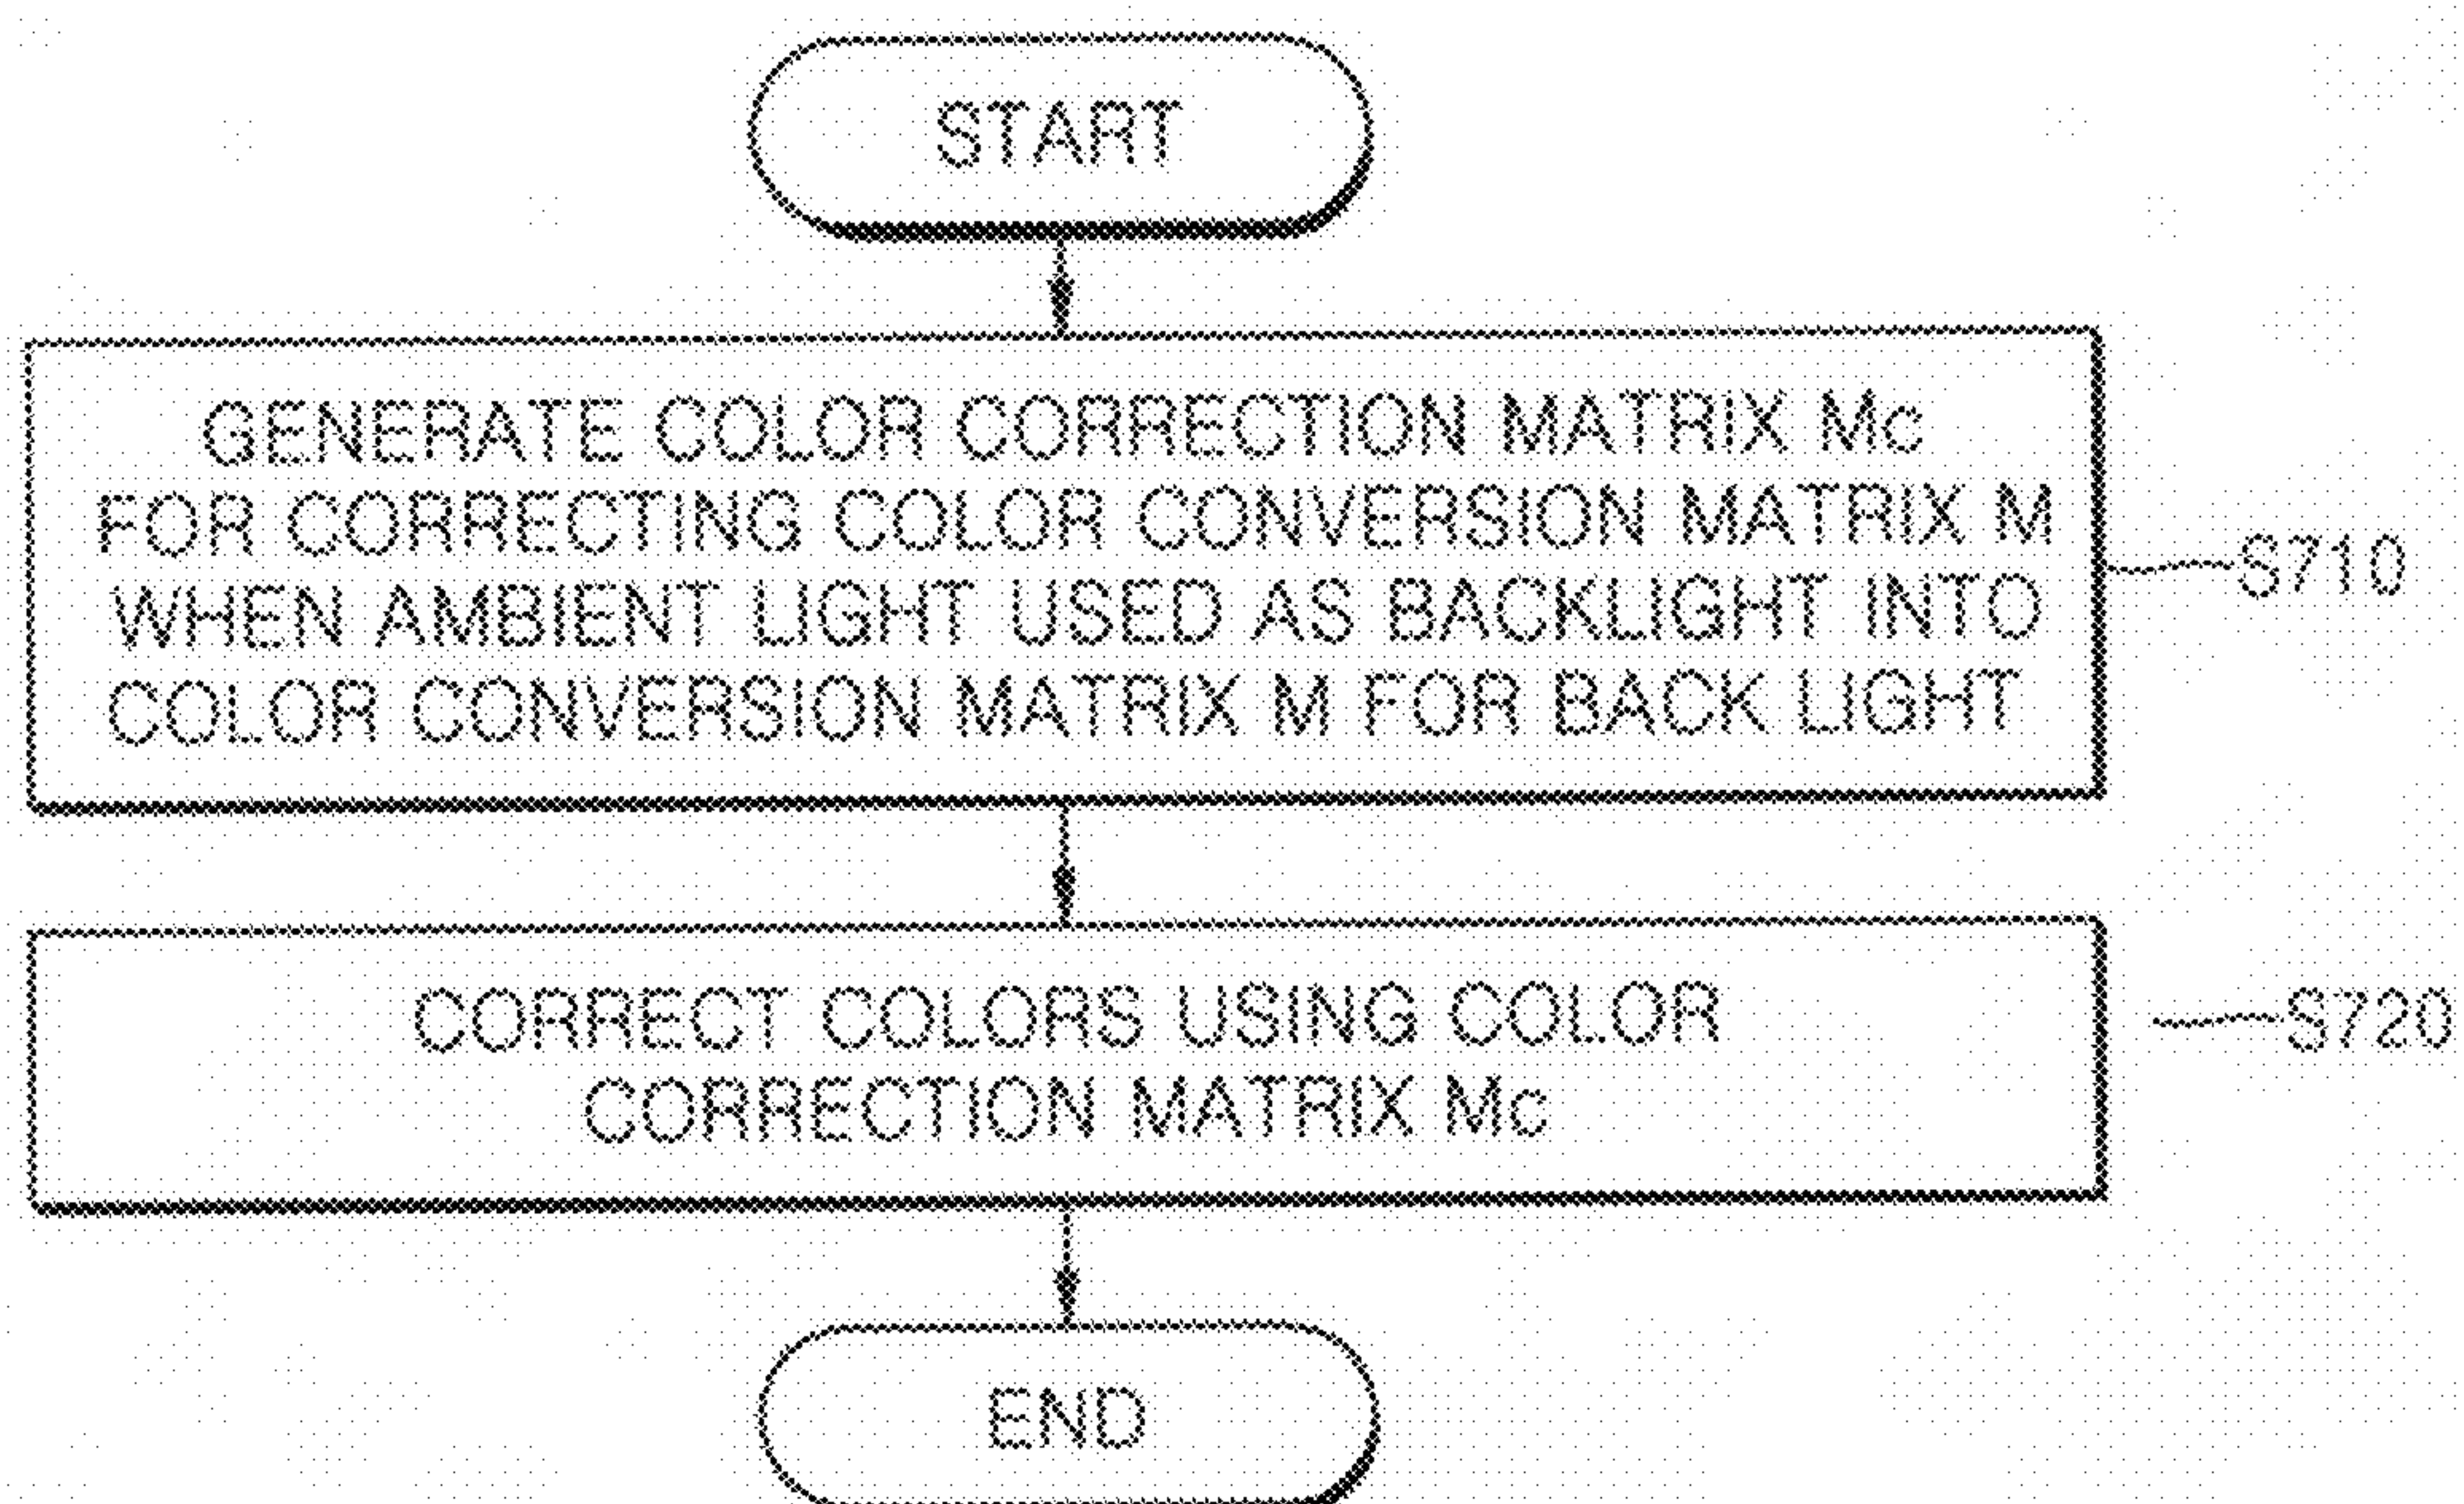 START
GENERATE COLOR CORRECTION MATRIX Mc
FOR CORRECTING COLOR CONVERSION MATRIX M
WHEN AMBIENT LIGHT USED AS BACKLIGHT INTO
COLOR CONVERSION MATRIX M FOR BACK LIGHT
S710
CORRECT COLORS USING COLOR
CORRECTION MATRIX Mc
S720
END